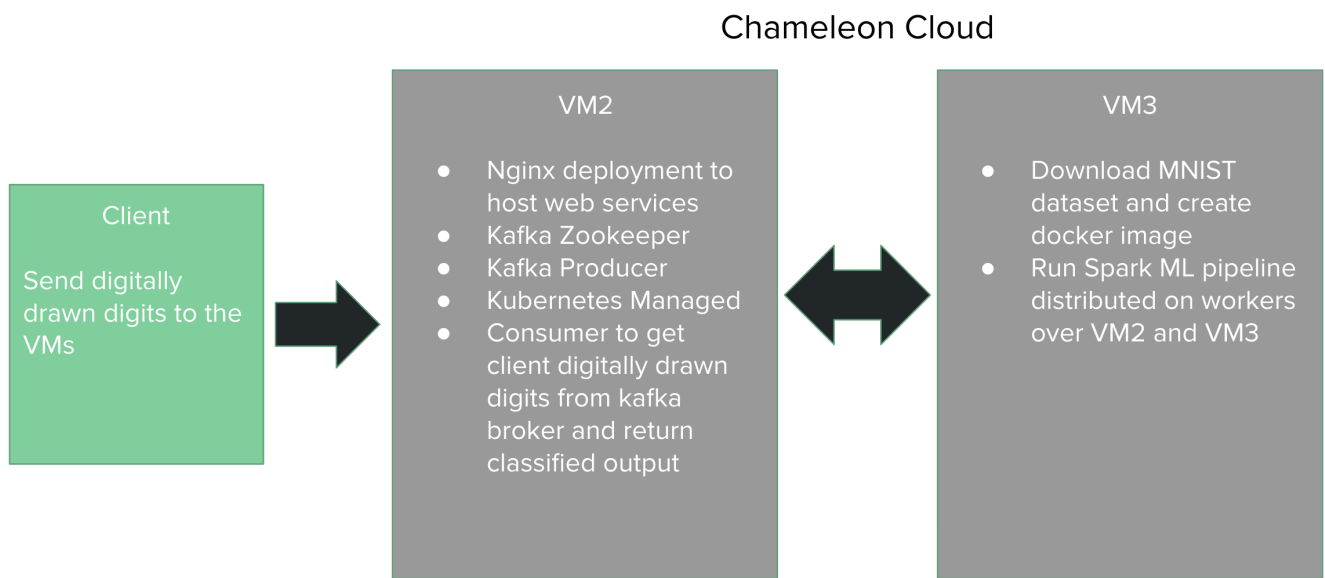 Chameleon Cloud
Client
Send digitally
drawn digits to the
VMs
VM2
● Nginx deployment to
host web services
● Kafka Zookeeper
● Kafka Producer
● Kubernetes Managed
● Consumer to get
client digitally drawn
digits from kafka
broker and return
classified output
VM3
● Download MNIST
dataset and create
docker image
● Run Spark ML pipeline
distributed on workers
over VM2 and VM3